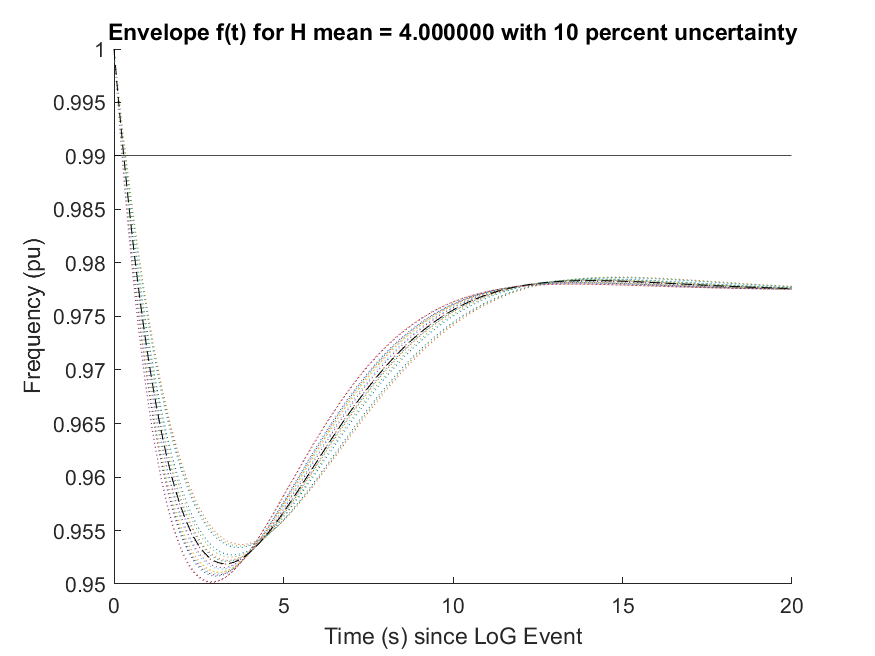 Envelope f(t) for H mean = 4.000000 with 10 percent uncertainty
1
0.995
0.99
0.985
0.98
0.975
0.97
0.965
0.96
0.955
0.95
Frequency (pu)
0 5 10 15 20
Time (s) since LoG Event